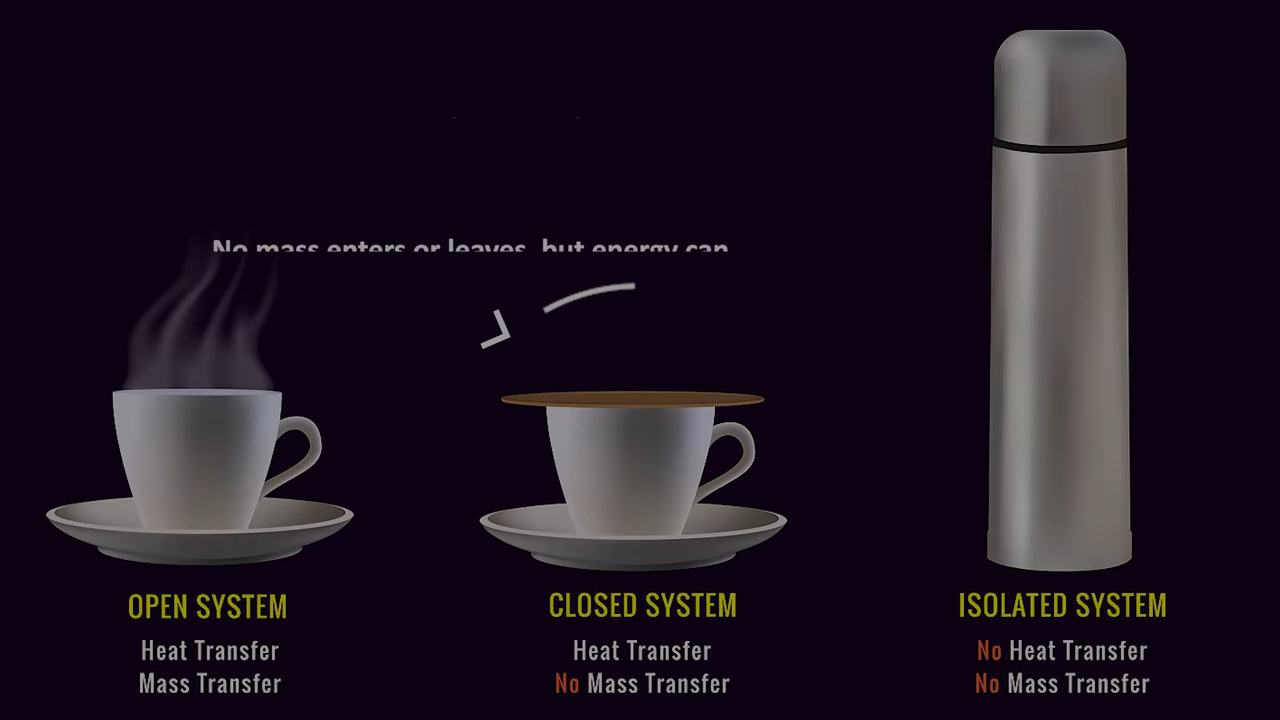 No mass enters or leaves, but energy can
OPEN SYSTEM
Heat Transfer
Mass Transfer
CLOSED SYSTEM
Heat Transfer
No Mass Transfer
ISOLATED SYSTEM
No Heat Transfer
No Mass Transfer